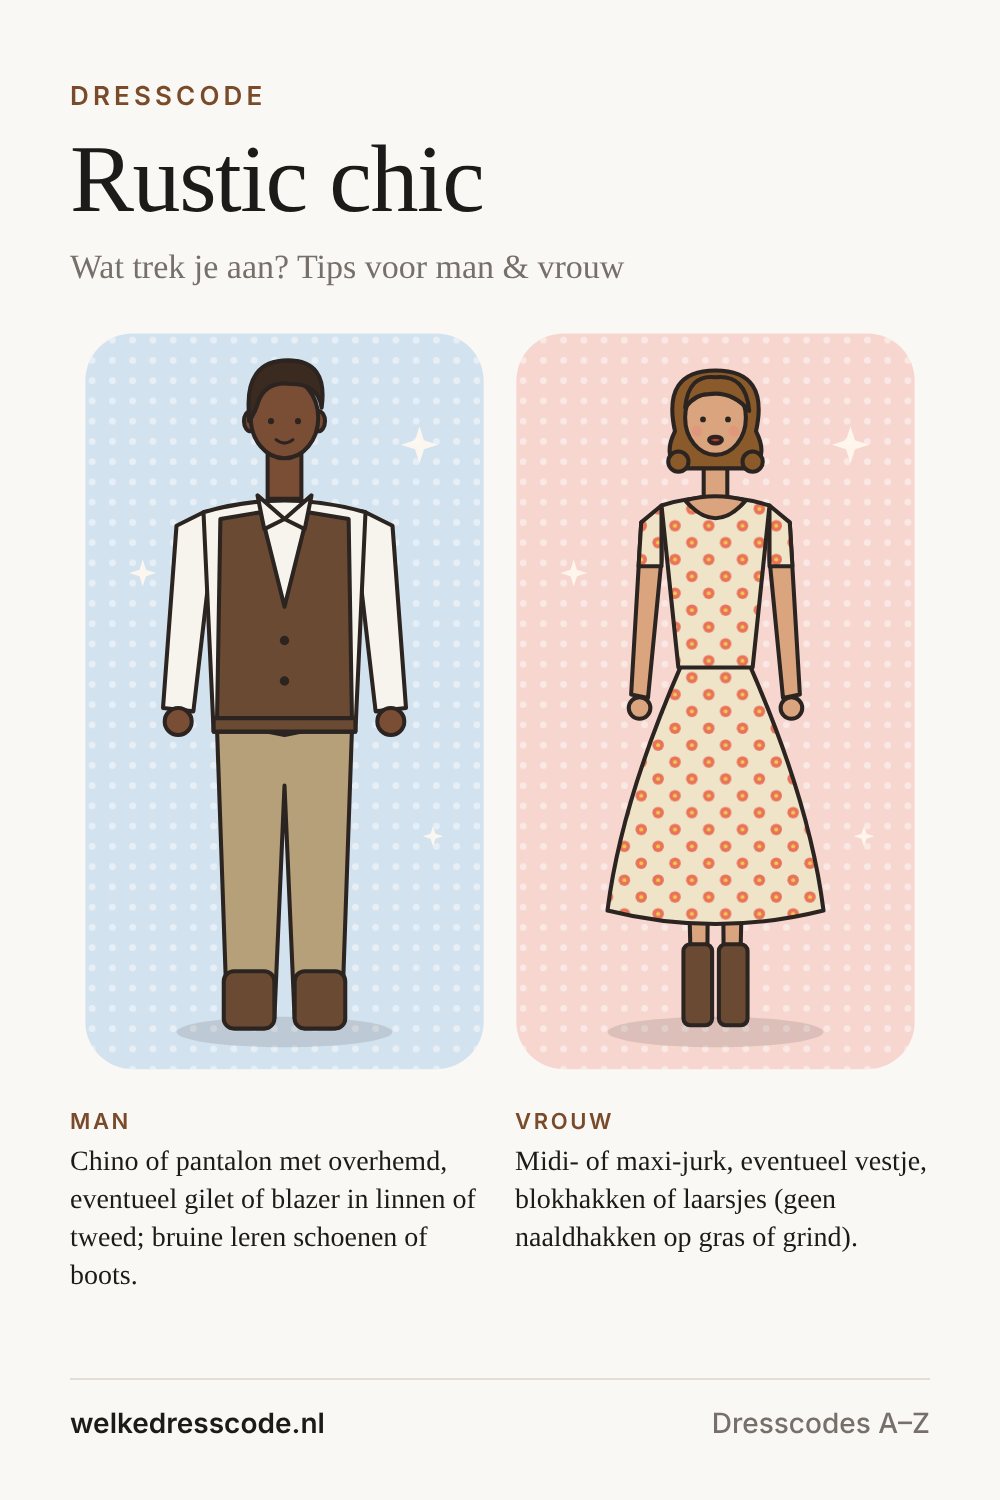 DRESSCODE
Rustic chic
Wat trek je aan? Tips voor man & vrouw
MAN
Chino of pantalon met overhemd,
eventueel gilet of blazer in linnen of
tweed; bruine leren schoenen of
boots.
VROUW
Midi- of maxi-jurk, eventueel vestje,
blokhakken of laarsjes (geen
naaldhakken op gras of grind).
welkedresscode.nl
Dresscodes A–Z